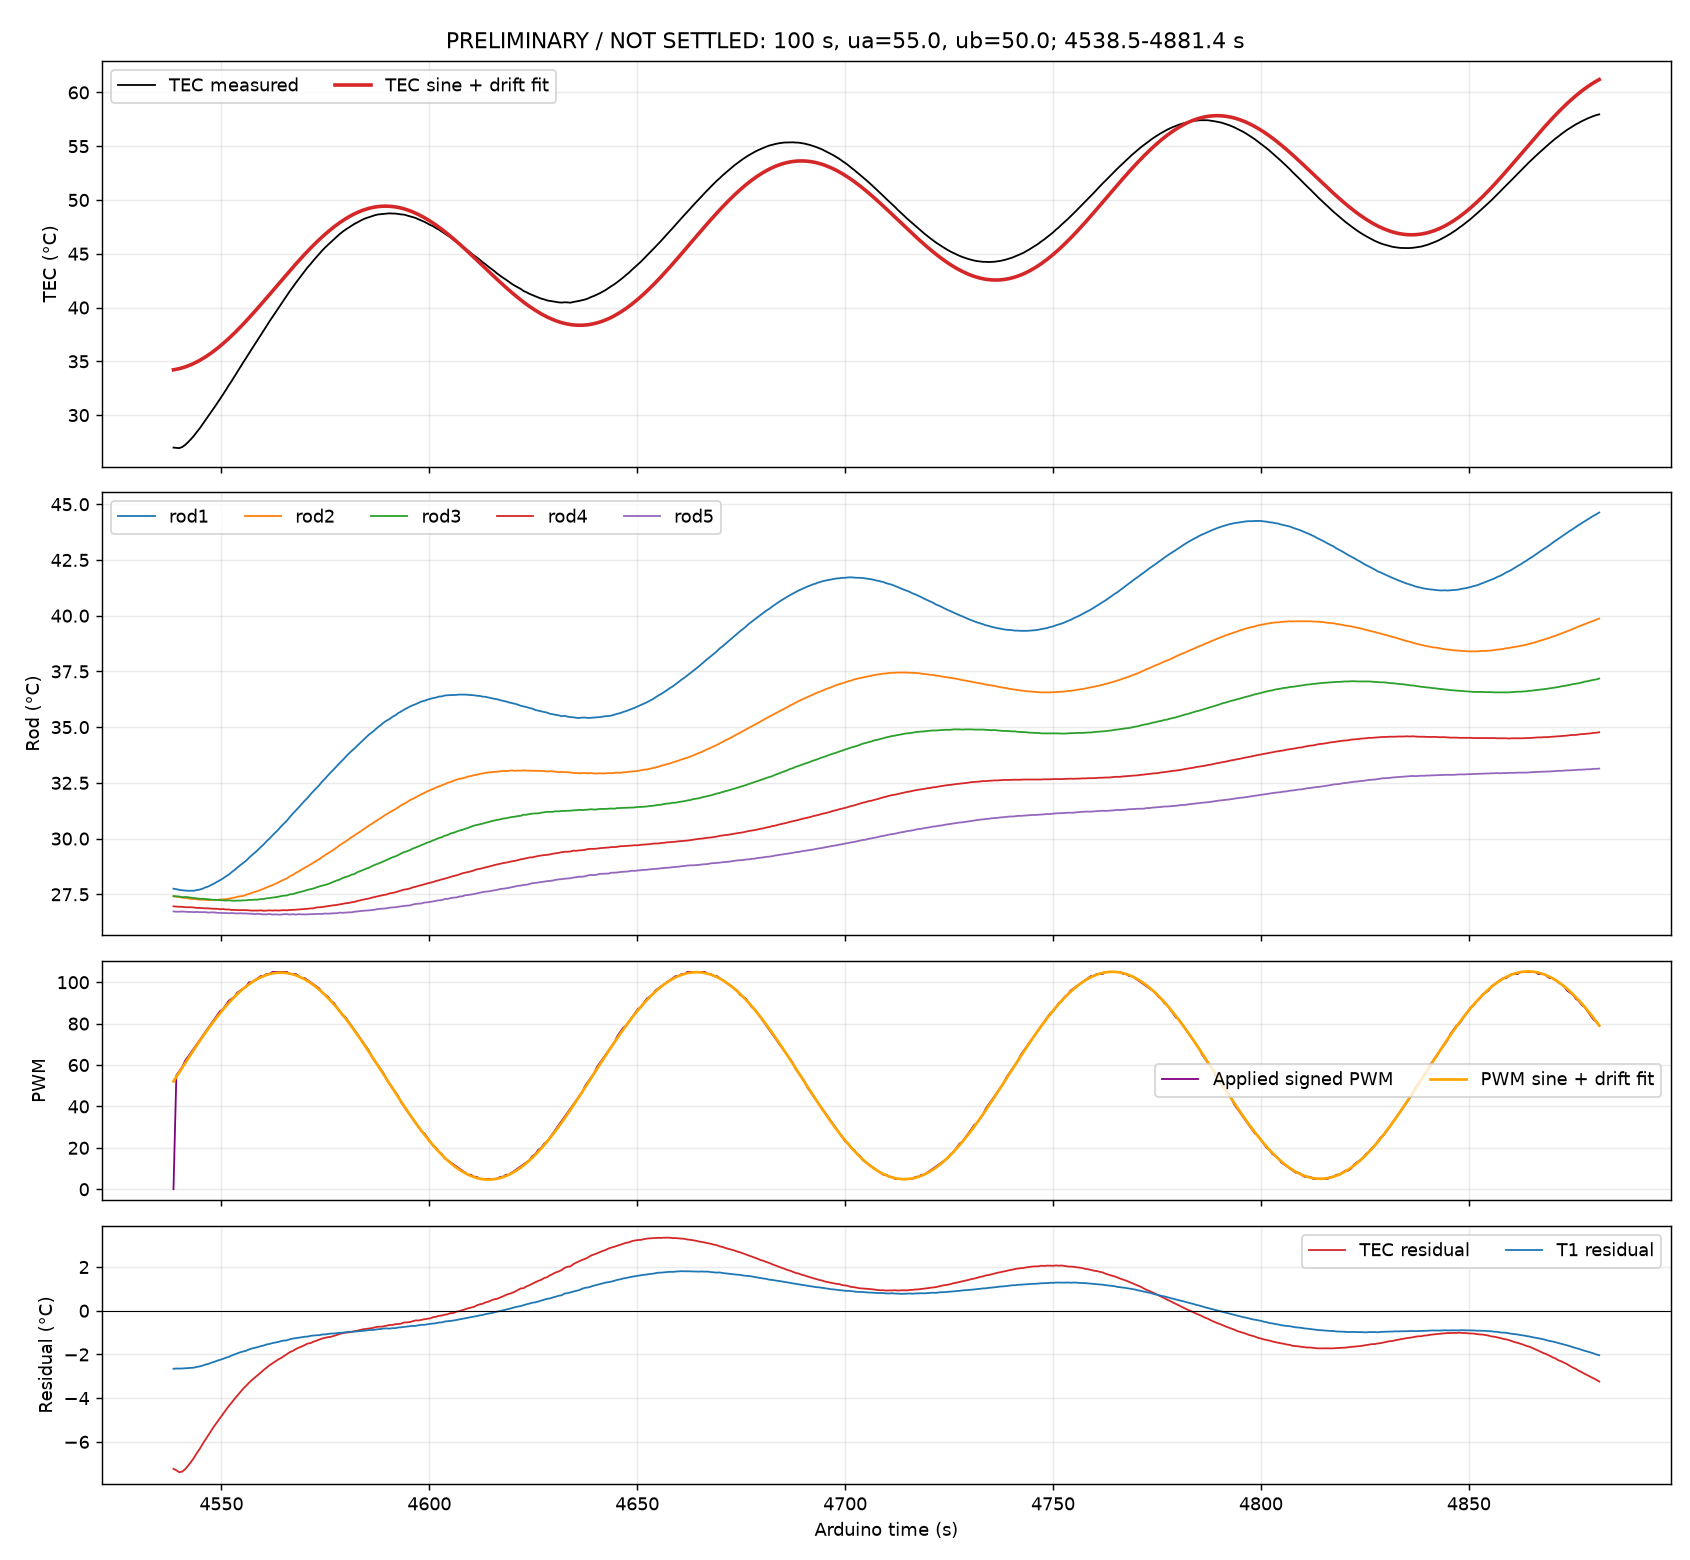 PRELIMINARY / NOT SETTLED: 100 s, ua=55.0, ub=50.0; 4538.5-4881.4 s
TEC measured
TEC sine + drift fit
60
55
50
45
40
35
30
TEC (°C)
rod1
rod2
rod3
rod4
rod5
45.0
42.5
40.0
37.5
35.0
32.5
30.0
27.5
Rod (°C)
100
80
60
40
20
0
PWM
Applied signed PWM
PWM sine + drift fit
TEC residual
T1 residual
2
0
−2
−4
−6
Residual (°C)
4550
4600
4650
4700
4750
4800
4850
Arduino time (s)